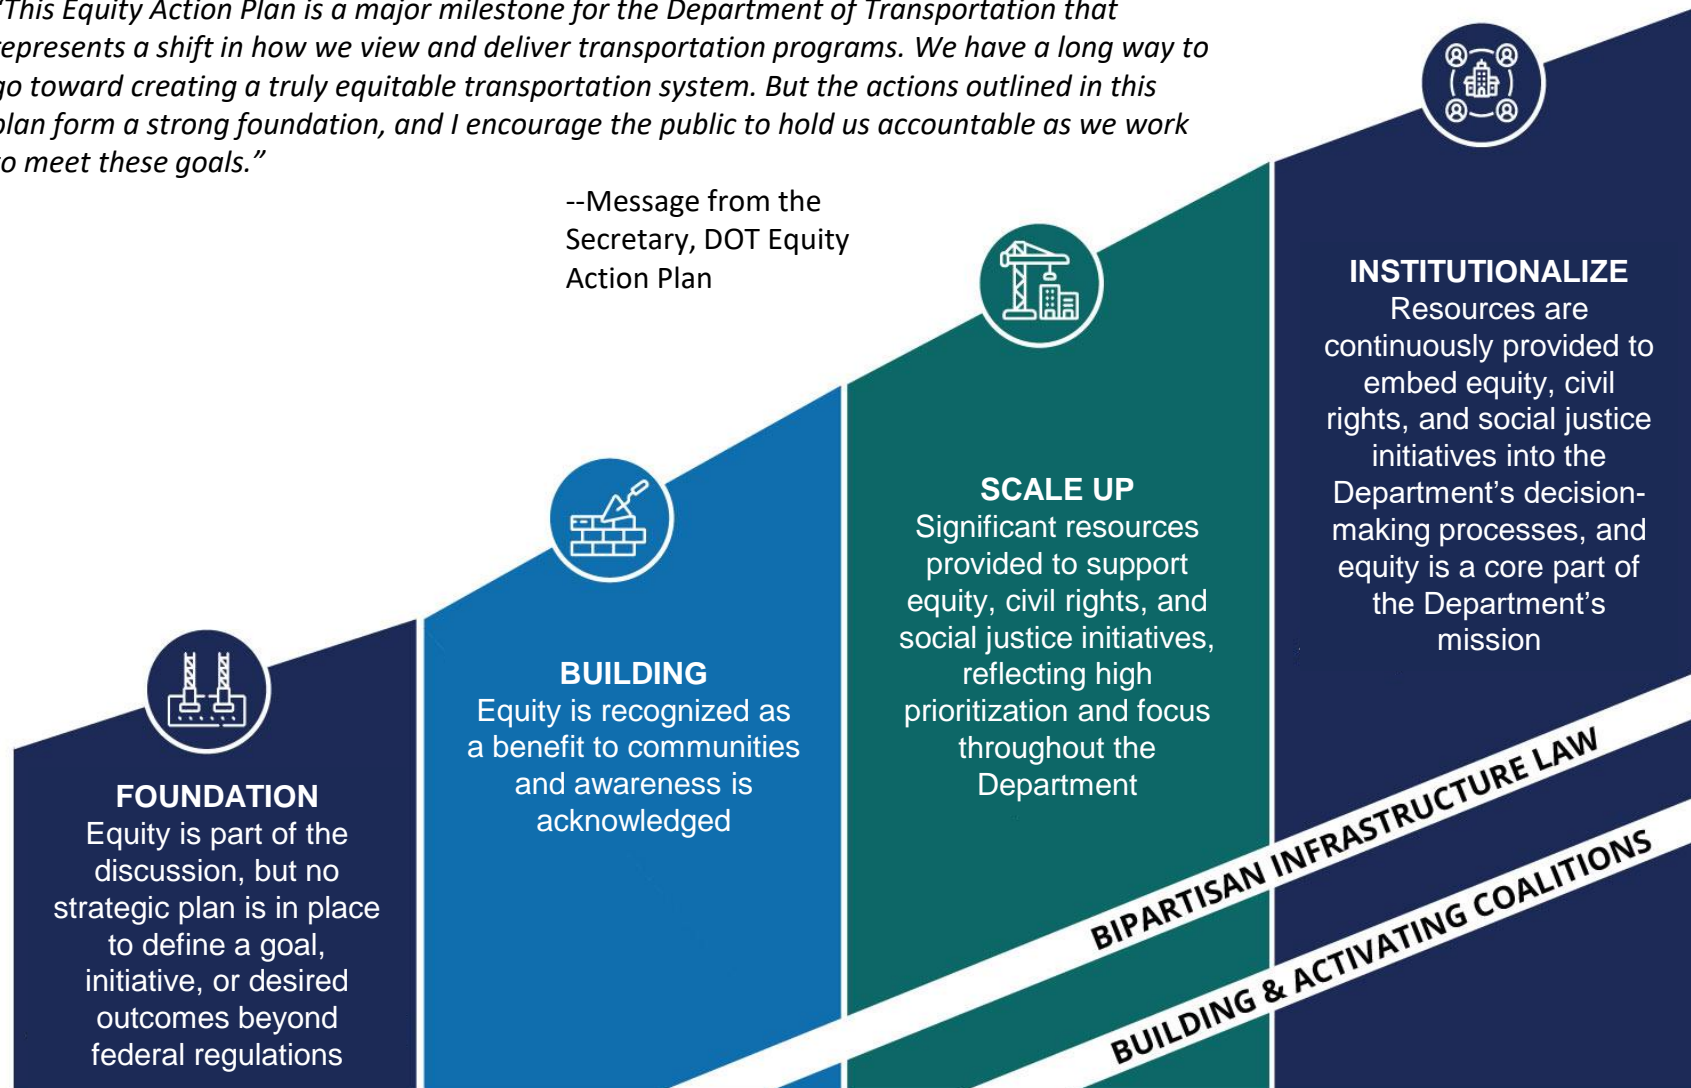 “This Equity Action Plan is a major milestone for the Department of Transportation that
represents a shift in how we view and deliver transportation programs. We have a long way to
go toward creating a truly equitable transportation system. But the actions outlined in this
plan form a strong foundation, and I encourage the public to hold us accountable as we work
to meet these goals.”
--Message from the
Secretary, DOT Equity
Action Plan
FOUNDATION
Equity is part of the
discussion, but no
strategic plan is in place
to define a goal,
initiative, or desired
outcomes beyond
federal regulations
BUILDING
Equity is recognized as
a benefit to communities
and awareness is
acknowledged
SCALE UP
Significant resources
provided to support
equity, civil rights, and
social justice initiatives,
reflecting high
prioritization and focus
throughout the
Department
INSTITUTIONALIZE
Resources are
continuously provided to
embed equity, civil
rights, and social justice
initiatives into the
Department’s decision-
making processes, and
equity is a core part of
the Department’s
mission
BIPARTISAN INFRASTRUCTURE LAW
BUILDING & ACTIVATING COALITIONS